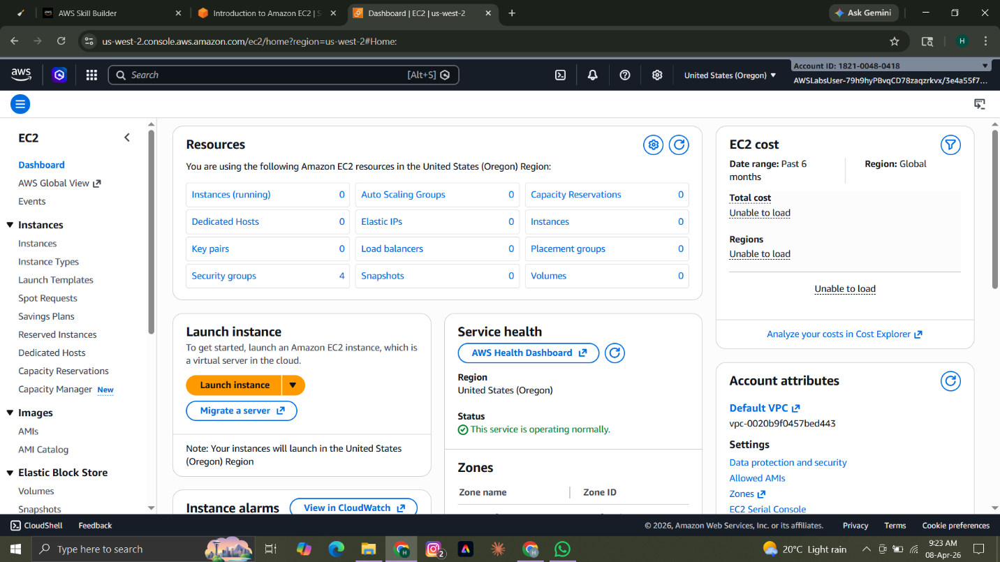 AWS Skill Builder
Introduction to Amazon EC2 | S
Dashboard | EC2 | us-west-2
Ask Gemini
us-west-2.console.aws.amazon.com/ec2/home?region=us-west-2#Home:
H
aws
Search
[Alt+S]
United States (Oregon)
Account ID: 1821-0048-0418
AWSLabsUser-79h9hyPBvqCD78zaqzrkvx/3e4a55f7...
EC2
Dashboard
AWS Global View
Events
Instances
Instances
Instance Types
Launch Templates
Spot Requests
Savings Plans
Reserved Instances
Dedicated Hosts
Capacity Reservations
Capacity Manager New
Images
AMIs
AMI Catalog
Elastic Block Store
Volumes
Snapshots
Resources
You are using the following Amazon EC2 resources in the United States (Oregon) Region:
Instances (running) 0 Auto Scaling Groups 0 Capacity Reservations 0
Dedicated Hosts 0 Elastic IPs 0 Instances 0
Key pairs 0 Load balancers 0 Placement groups 0
Security groups 4 Snapshots 0 Volumes 0
Launch instance
To get started, launch an Amazon EC2 instance, which is
a virtual server in the cloud.
Launch instance
Migrate a server
Note: Your instances will launch in the United States
(Oregon) Region
Instance alarms
View in CloudWatch
Service health
AWS Health Dashboard
Region
United States (Oregon)
Status
This service is operating normally.
Zones
Zone name Zone ID
EC2 cost
Date range: Past 6
months
Region: Global
Total cost
Unable to load
Regions
Unable to load
Unable to load
Analyze your costs in Cost Explorer
Account attributes
Default VPC
vpc-0020b9f0457bed443
Settings
Data protection and security
Allowed AMIs
Zones
EC2 Serial Console
CloudShell Feedback
© 2026, Amazon Web Services, Inc. or its affiliates. Privacy Terms Cookie preferences
Type here to search
2
20°C Light rain
9:23 AM
08-Apr-26